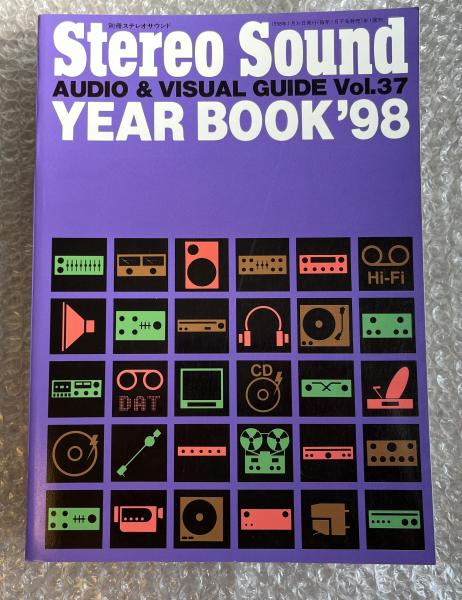 別冊ステレオサウンド
Stereo Sound
AUDIO & VISUAL GUIDE Vol.37
YEAR BOOK '98
Hi-Fi
CD
DAT